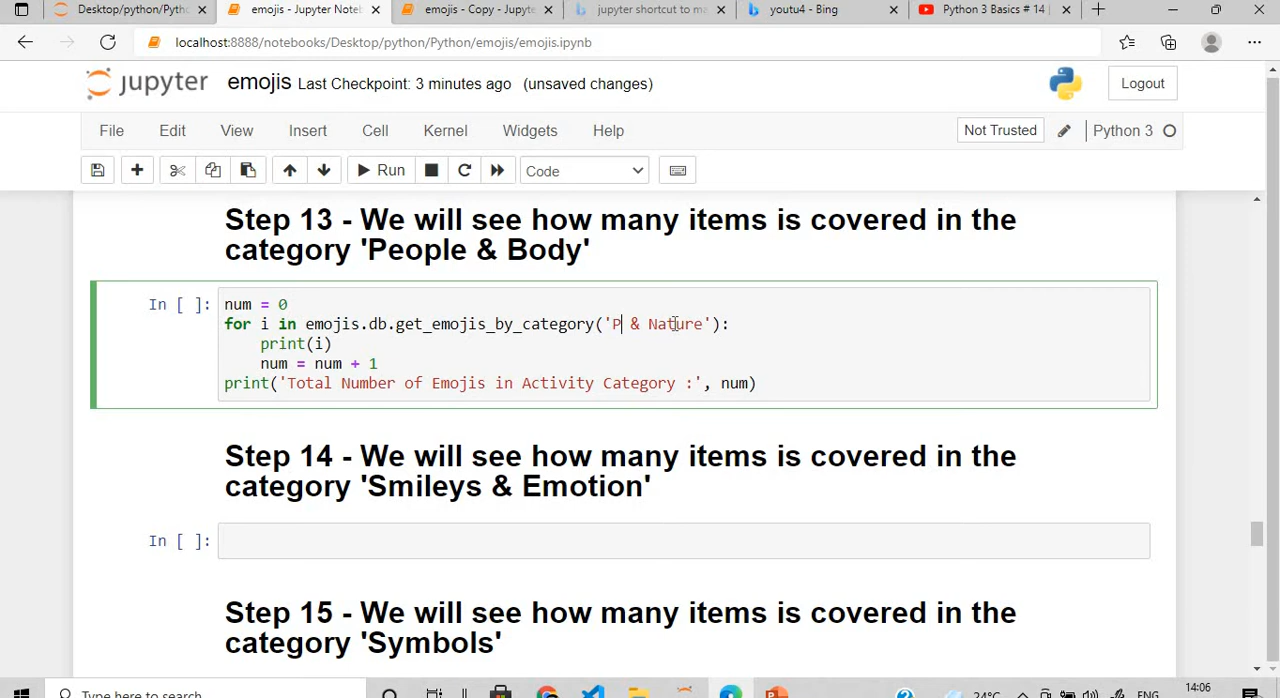 Desktop/python/Pytho
emojis - Jupyter Note
emojis - Copy - Jupyte
jupyter shortcut to ma
youtu4 - Bing
Python 3 Basics # 14 |
localhost:8888/notebooks/Desktop/python/Python/emojis/emojis.ipynb
jupyter emojis Last Checkpoint: 3 minutes ago (unsaved changes)
Logout
File Edit View Insert Cell Kernel Widgets Help
Not Trusted
Python 3
Run
Code
Step 13 - We will see how many items is covered in the
category 'People & Body'
In [ ]: num = 0
for i in emojis.db.get_emojis_by_category('P & Nature'):
print(i)
num = num + 1
print('Total Number of Emojis in Activity Category :', num)
Step 14 - We will see how many items is covered in the
category 'Smileys & Emotion'
In [ ]:
Step 15 - We will see how many items is covered in the
category 'Symbols'
Type here to search
24°C
ENG
14:06